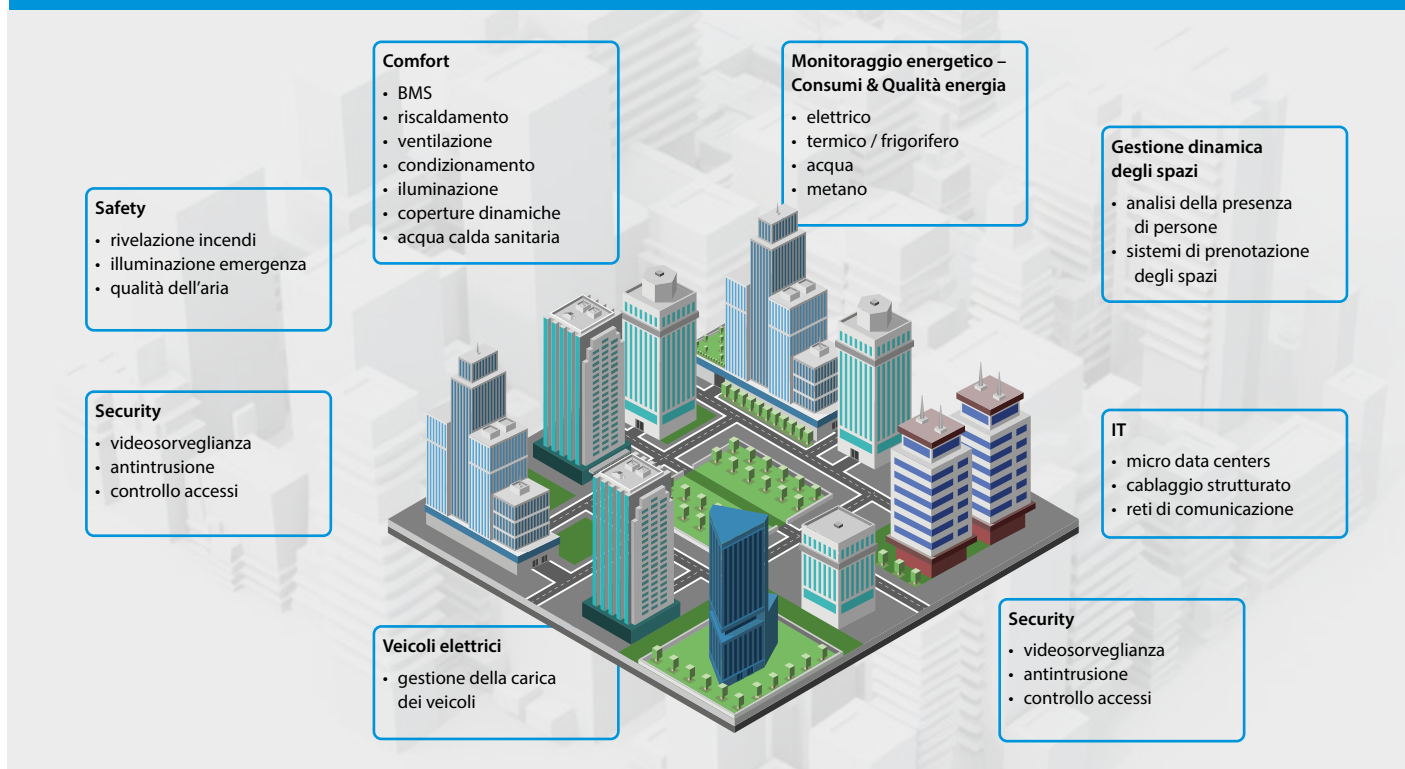 Comfort
• BMS
• riscaldamento
• ventilazione
• condizionamento
• iluminazione
• coperture dinamiche
• acqua calda sanitaria
Monitoraggio energetico –
Consumi & Qualità energia
• elettrico
• termico / frigorifero
• acqua
• metano
Gestione dinamica
degli spazi
• analisi della presenza
di persone
• sistemi di prenotazione
degli spazi
Safety
• rivelazione incendi
• illuminazione emergenza
• qualità dell’aria
Security
• videosorveglianza
• antintrusione
• controllo accessi
IT
• micro data centers
• cablaggio strutturato
• reti di comunicazione
Veicoli elettrici
• gestione della carica
dei veicoli
Security
• videosorveglianza
• antintrusione
• controllo accessi